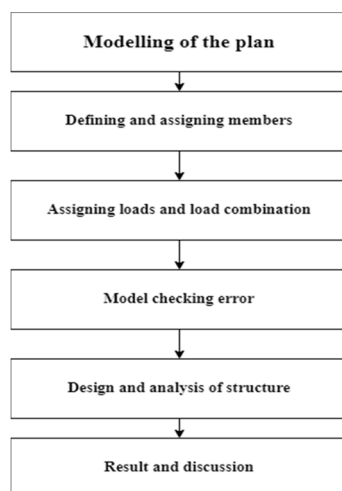 Modelling of the plan
Defining and assigning members
Assigning loads and load combination
Model checking error
Design and analysis of structure
Result and discussion